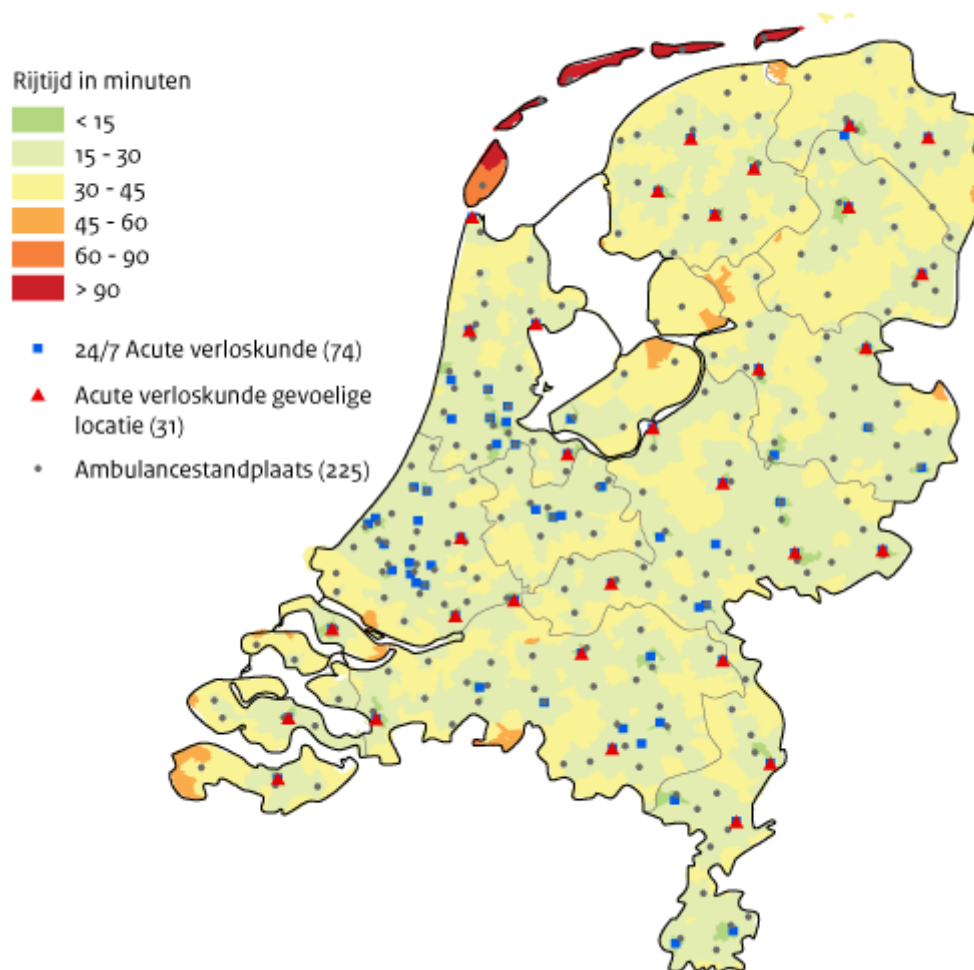 Rijtijd in minuten
< 15
15 - 30
30 - 45
45 - 60
60 - 90
> 90
24/7 Acute verloskunde (74)
Acute verloskunde gevoelige
locatie (31)
Ambulancestandplaats (225)